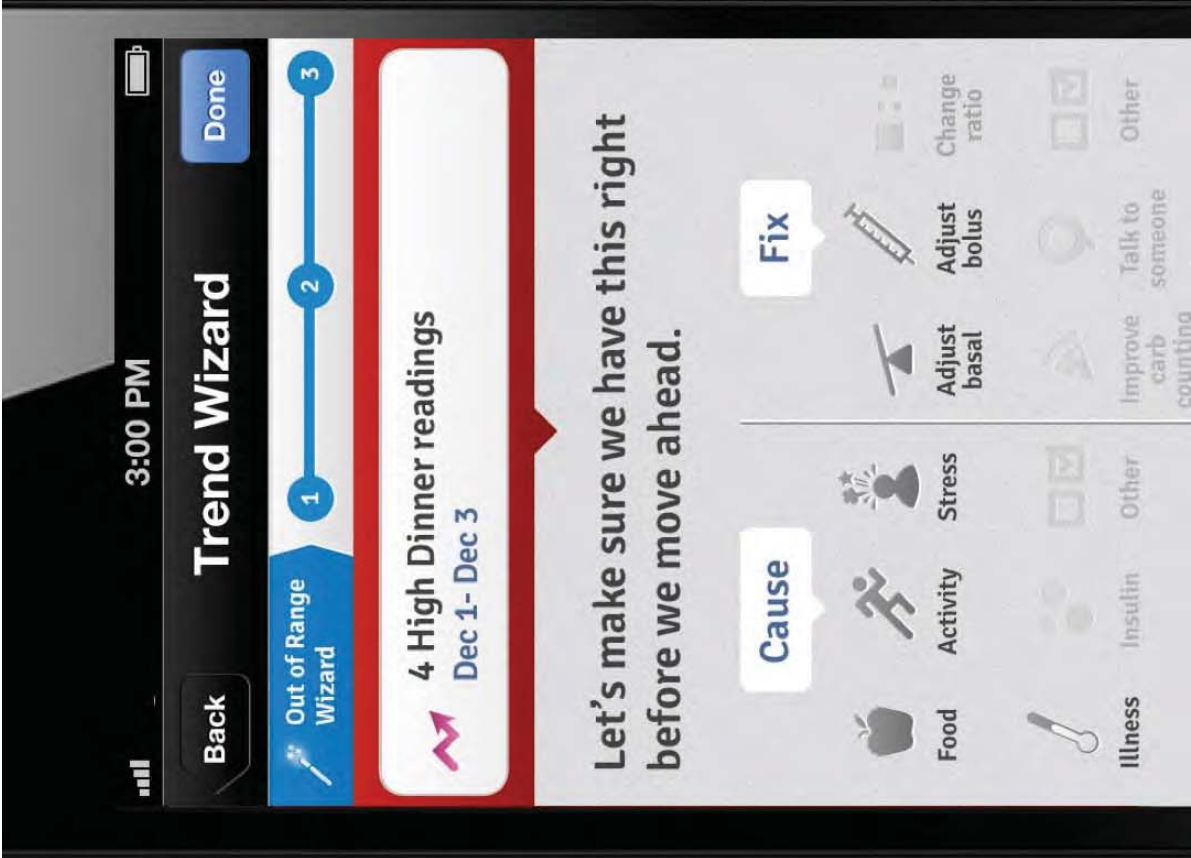 3:00 PM
Back
Trend Wizard
Done
Out of Range
Wizard
1
2
3
4 High Dinner readings
Dec 1- Dec 3
Let's make sure we have this right
before we move ahead.
Cause
Fix
Food
Activity
Stress
Adjust
basal
Adjust
bolus
Change
ratio
Illness
Insulin
Other
Improve
carb
counting
Talk to
someone
Other